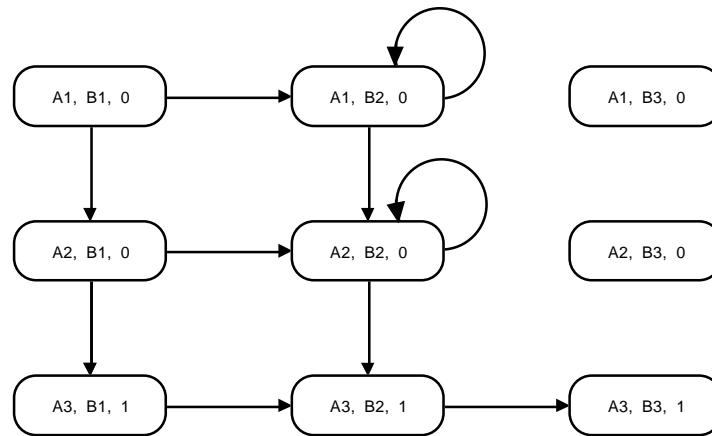 A1, B1, 0
A1, B2, 0
A1, B3, 0
A2, B1, 0
A2, B2, 0
A2, B3, 0
A3, B1, 1
A3, B2, 1
A3, B3, 1